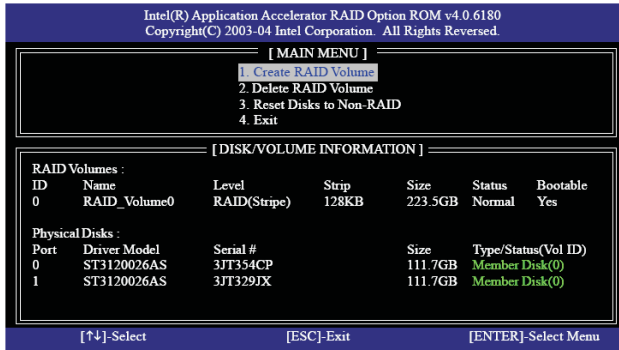 Intel(R) Application Accelerator RAID Option ROM v4.0.6180
Copyright(C) 2003-04 Intel Corporation. All Rights Reversed.
[ MAIN MENU ]
1. Create RAID Volume
2. Delete RAID Volume
3. Reset Disks to Non-RAID
4. Exit
[ DISK/VOLUME INFORMATION ]
RAID Volumes :
ID Name Level Strip Size Status Bootable
0 RAID_Volume0 RAID(Stripe) 128KB 223.5GB Normal Yes
Physical Disks :
Port Driver Model Serial # Size Type/Status(Vol ID)
0 ST3120026AS 3JT354CP 111.7GB Member Disk(0)
1 ST3120026AS 3JT329JX 111.7GB Member Disk(0)
[↑↓]-Select [ESC]-Exit [ENTER]-Select Menu